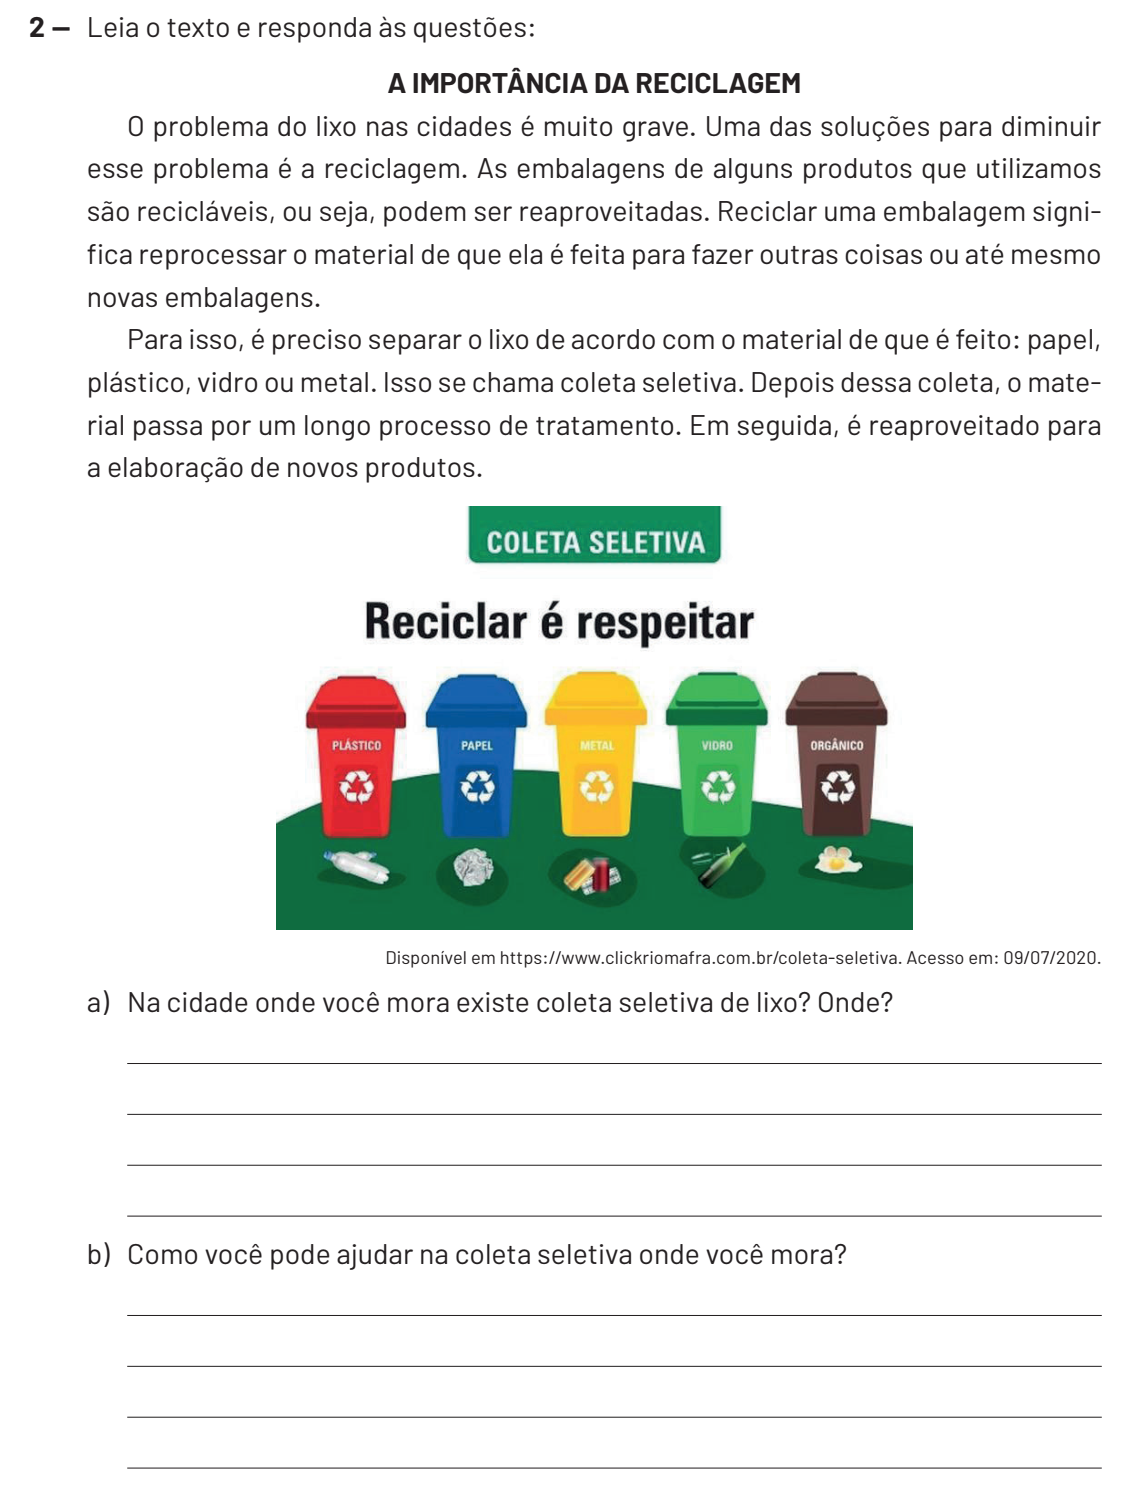 2 — Leia o texto e responda às questões:
A IMPORTÂNCIA DA RECICLAGEM
O problema do lixo nas cidades é muito grave. Uma das soluções para diminuir
esse problema é a reciclagem. As embalagens de alguns produtos que utilizamos
são recicláveis, ou seja, podem ser reaproveitadas. Reciclar uma embalagem signi-
fica reprocessar o material de que ela é feita para fazer outras coisas ou até mesmo
novas embalagens.
Para isso, é preciso separar o lixo de acordo com o material de que é feito: papel,
plástico, vidro ou metal. Isso se chama coleta seletiva. Depois dessa coleta, o mate-
rial passa por um longo processo de tratamento. Em seguida, é reaproveitado para
a elaboração de novos produtos.
COLETA SELETIVA
Reciclar é respeitar
PLÁSTICO PAPEL METAL VIDRO ORGÂNICO
Disponível em https://www.clickriomafra.com.br/coleta-seletiva. Acesso em: 09/07/2020.
a) Na cidade onde você mora existe coleta seletiva de lixo? Onde?
b) Como você pode ajudar na coleta seletiva onde você mora?